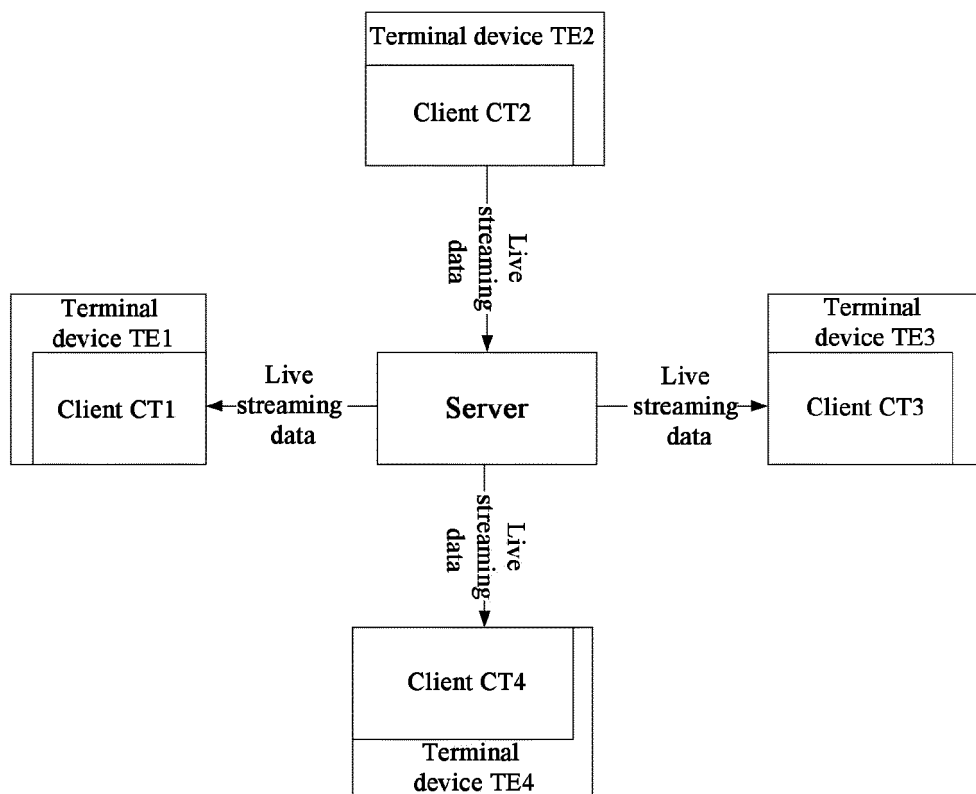 Terminal device TE2
Client CT2
Live
streaming
data
Terminal
device TE1
Client CT1
Live
streaming
data
Server
Live
streaming
data
Terminal
device TE3
Client CT3
Live
streaming
data
Client CT4
Terminal
device TE4